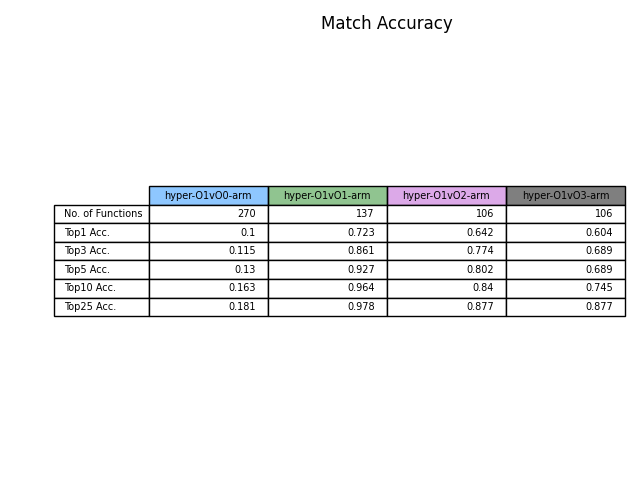 Match Accuracy
hyper-O1vO0-arm hyper-O1vO1-arm hyper-O1vO2-arm hyper-O1vO3-arm
No. of Functions 270 137 106 106
Top1 Acc. 0.1 0.723 0.642 0.604
Top3 Acc. 0.115 0.861 0.774 0.689
Top5 Acc. 0.13 0.927 0.802 0.689
Top10 Acc. 0.163 0.964 0.84 0.745
Top25 Acc. 0.181 0.978 0.877 0.877